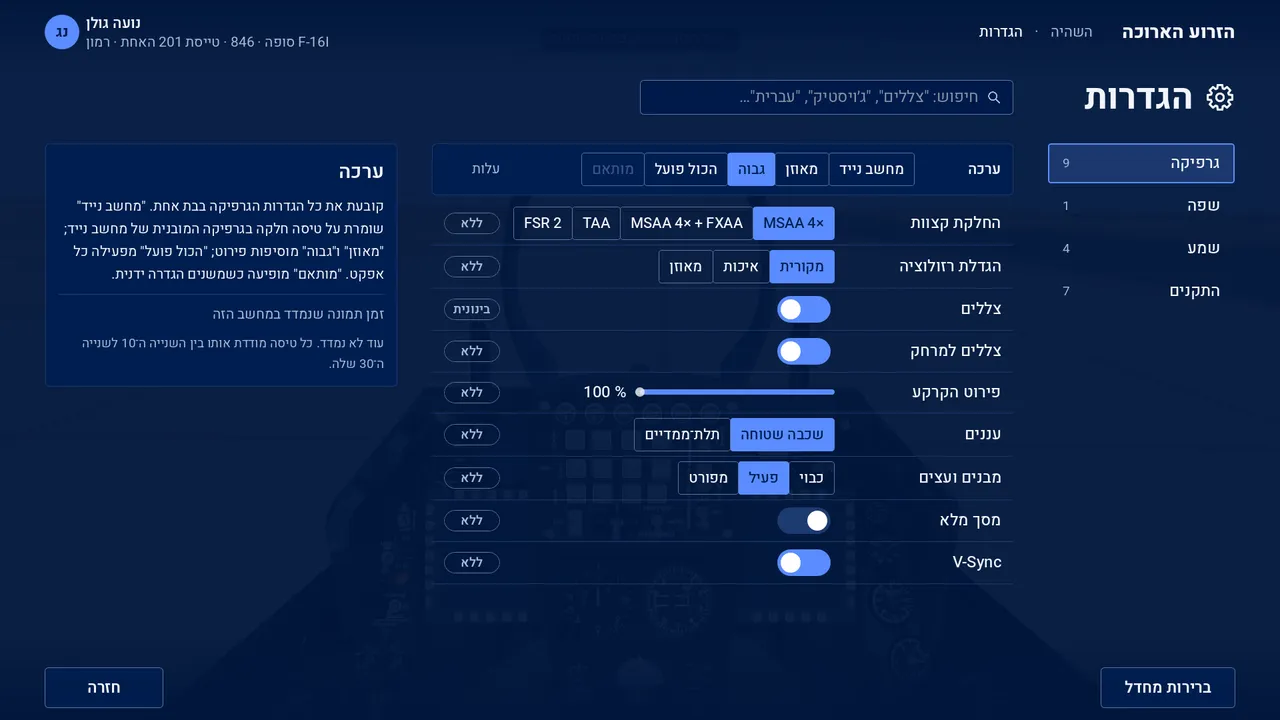 הזרוע הארוכה
השהיה · הגדרות
נועה גולן
F-16I סופה · 846 · טייסת 201 האחת · רמון
נג
הגדרות
חיפוש: "צללים", "ג'ויסטיק", "עברית"…
גרפיקה 9
שפה 1
שמע 4
התקנים 7
ערכה מחשב נייד מאוזן גבוה הכול פועל מותאם עלות
החלקת קצוות MSAA 4× MSAA 4× + FXAA TAA FSR 2 ללא
הגדלת רזולוציה מקורית איכות מאוזן ללא
צללים בינונית
צללים למרחק ללא
פירוט הקרקע 100 % ללא
עננים שכבה שטוחה תלת־ממדיים ללא
מבנים ועצים כבוי פעיל מפורט ללא
מסך מלא ללא
V-Sync ללא
ערכה
קובעת את כל הגדרות הגרפיקה בבת אחת. "מחשב נייד"
שומרת על טיסה חלקה בגרפיקה המובנית של מחשב נייד;
"מאוזן" ו"גבוה" מוסיפות פירוט; "הכול פועל" מפעילה כל
אפקט. "מותאם" מופיעה כשמשנים הגדרה ידנית.
זמן תמונה שנמדד במחשב הזה
עוד לא נמדד. כל טיסה מודדת אותו בין השנייה ה־10 לשנייה
ה־30 שלה.
ברירות מחדל
חזרה